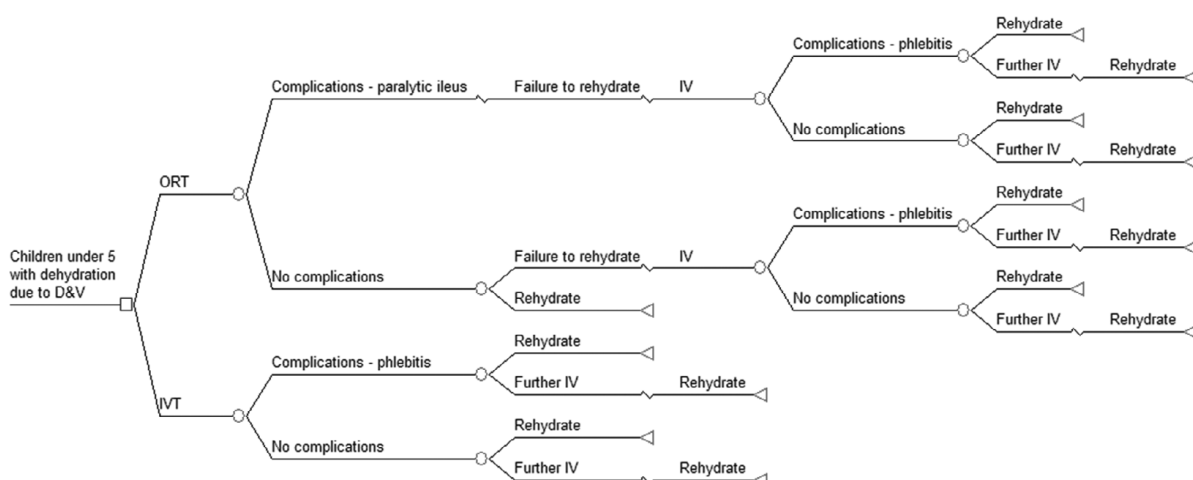 Rehydrate
Complications - phlebitis
Further IV Rehydrate
Complications - paralytic ileus Failure to rehydrate IV
Rehydrate
No complications
Further IV Rehydrate
ORT
Rehydrate
Complications - phlebitis
Further IV Rehydrate
Children under 5
with dehydration
due to D&V
No complications
Failure to rehydrate IV
Rehydrate
Rehydrate
No complications
Further IV Rehydrate
Rehydrate
Complications - phlebitis
Further IV Rehydrate
IVT
Rehydrate
No complications
Further IV Rehydrate